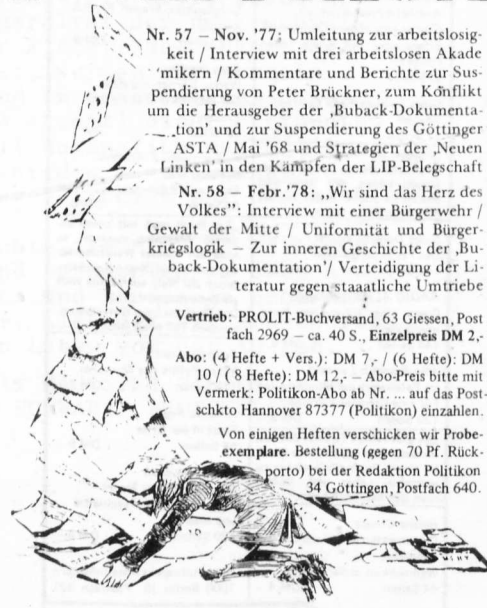 Nr. 57 – Nov. '77: Umleitung zur arbeitslosig-
keit / Interview mit drei arbeitslosen Akade
mikern / Kommentare und Berichte zur Sus-
pendierung von Peter Brückner, zum Konflikt
um die Herausgeber der ‚Buback-Dokumenta-
tion' und zur Suspendierung des Göttinger
ASTA / Mai '68 und Strategien der ‚Neuen
Linken' in den Kämpfen der LIP-Belegschaft
Nr. 58 – Febr.'78: „Wir sind das Herz des
Volkes": Interview mit einer Bürgerwehr /
Gewalt der Mitte / Uniformität und Bürger-
kriegslogik – Zur inneren Geschichte der ‚Bu-
back-Dokumentation'/ Verteidigung der Li-
teratur gegen staaatliche Umtriebe
Vertrieb: PROLIT-Buchversand, 63 Giessen, Post
fach 2969 – ca. 40 S., Einzelpreis DM 2,-
Abo: (4 Hefte + Vers.): DM 7,- / (6 Hefte): DM
10 / ( 8 Hefte): DM 12,- – Abo-Preis bitte mit
Vermerk: Politikon-Abo ab Nr. ... auf das Post-
schkto Hannover 87377 (Politikon) einzahlen.
Von einigen Heften verschicken wir Probe-
exemplare. Bestellung (gegen 70 Pf. Rück-
porto) bei der Redaktion Politikon
34 Göttingen, Postfach 640.